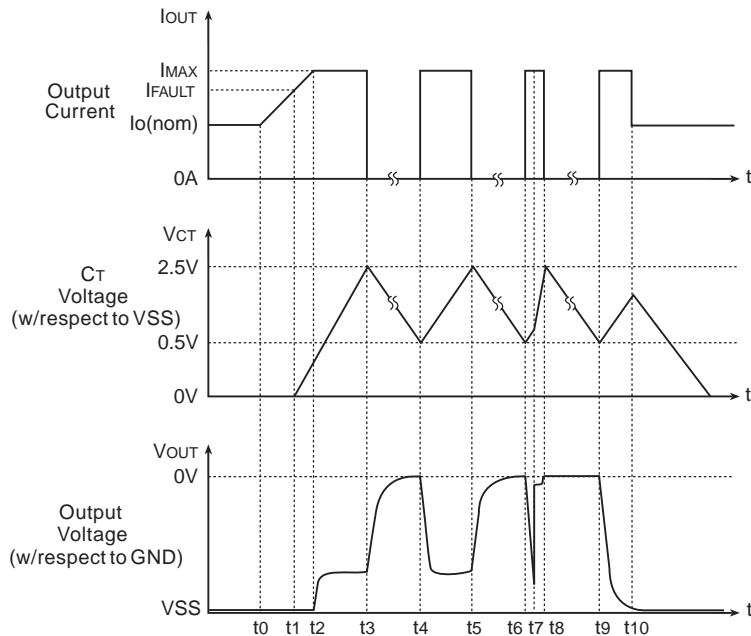 IOUT
IMAX
IFAULT
Output
Current
Io(nom)
0A
t
VCT
2.5V
CT
Voltage
(w/respect to VSS)
0.5V
0V
t
VOUT
0V
Output
Voltage
(w/respect to GND)
VSS
t
t0 t1 t2 t3 t4 t5 t6 t7 t8 t9 t10